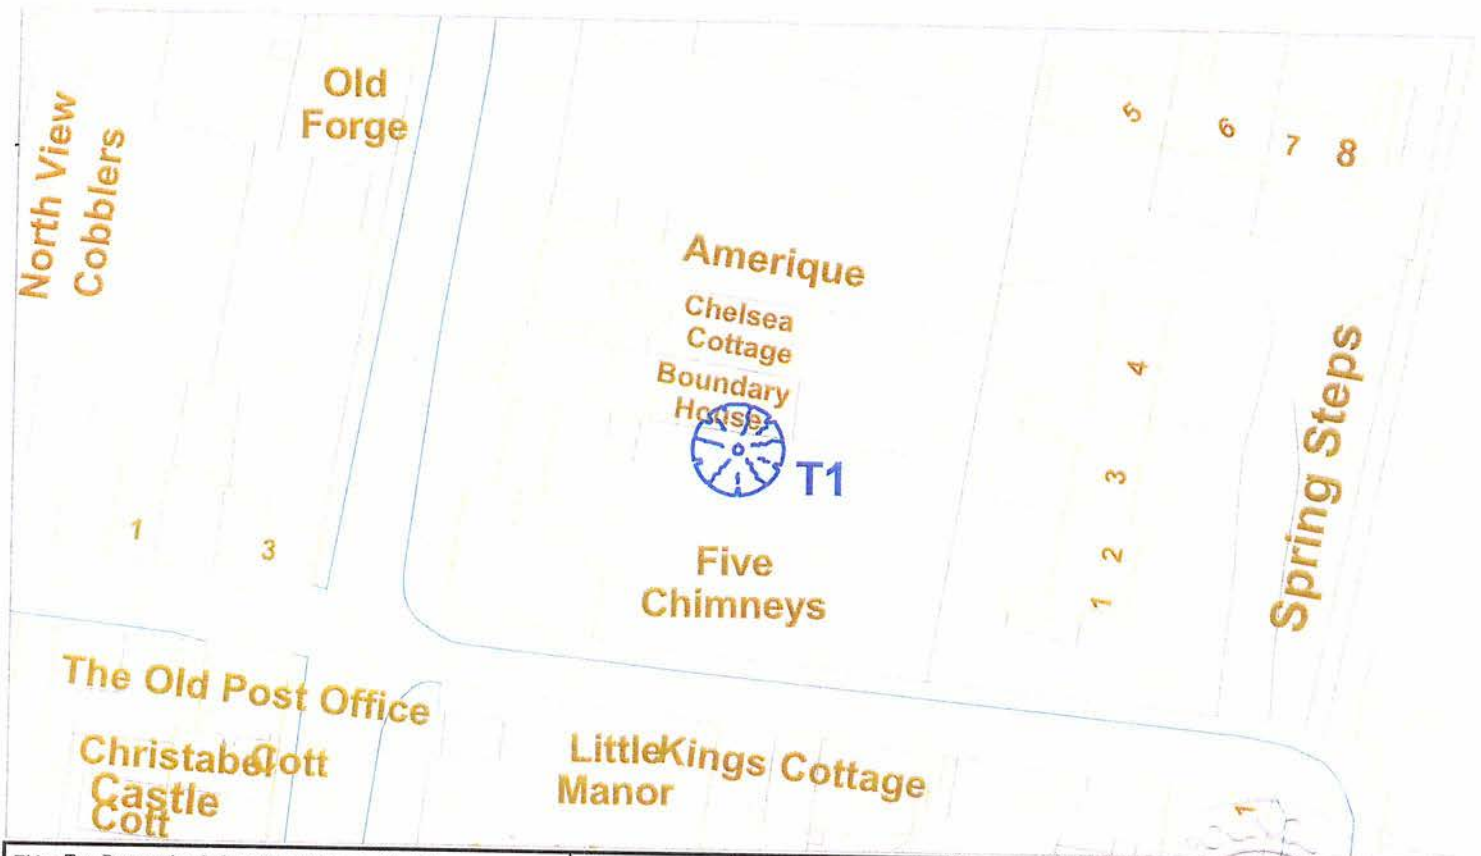 Old
Forge
North View
Cobblers
5
6
7
8
Amerique
Chelsea
Cottage
Boundary
House
T1
4
3
2
1
Spring Steps
1
3
Five
Chimneys
The Old Post Office
Christabel
Cott
Castle
Cott
Little
Manor
Kings Cottage
1